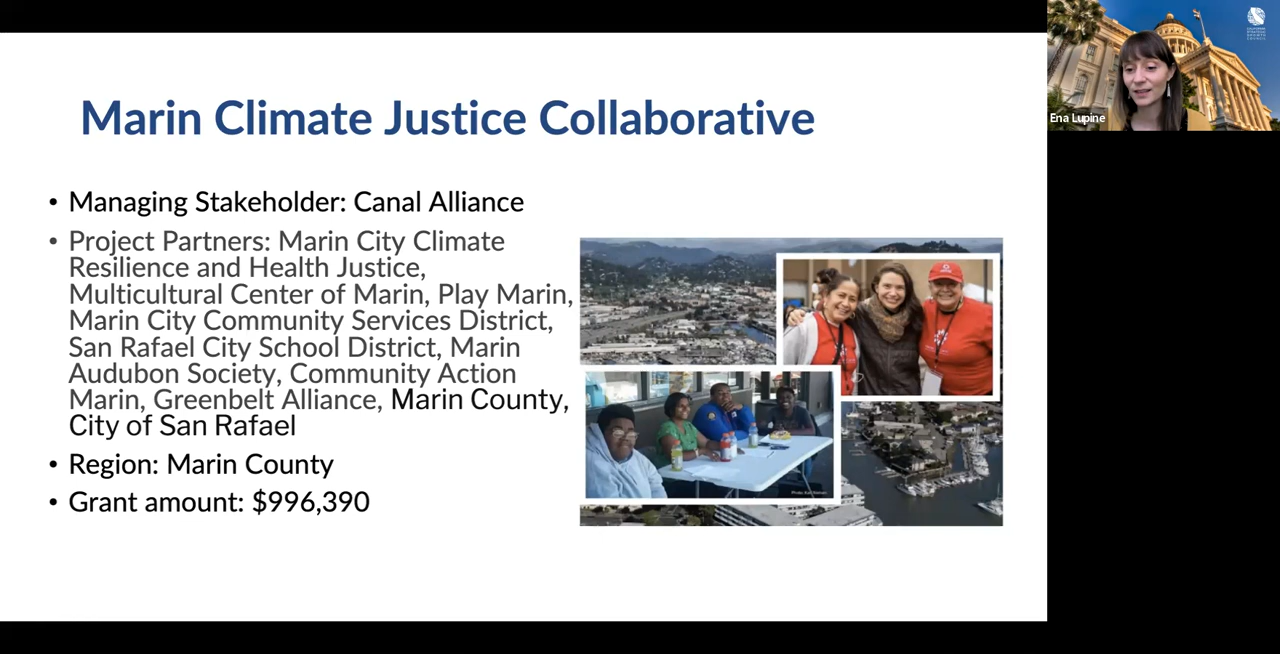 Marin Climate Justice Collaborative
• Managing Stakeholder: Canal Alliance
• Project Partners: Marin City Climate
Resilience and Health Justice,
Multicultural Center of Marin, Play Marin,
Marin City Community Services District,
San Rafael City School District, Marin
Audubon Society, Community Action
Marin, Greenbelt Alliance, Marin County,
City of San Rafael
• Region: Marin County
• Grant amount: $996,390
Ena Lupine